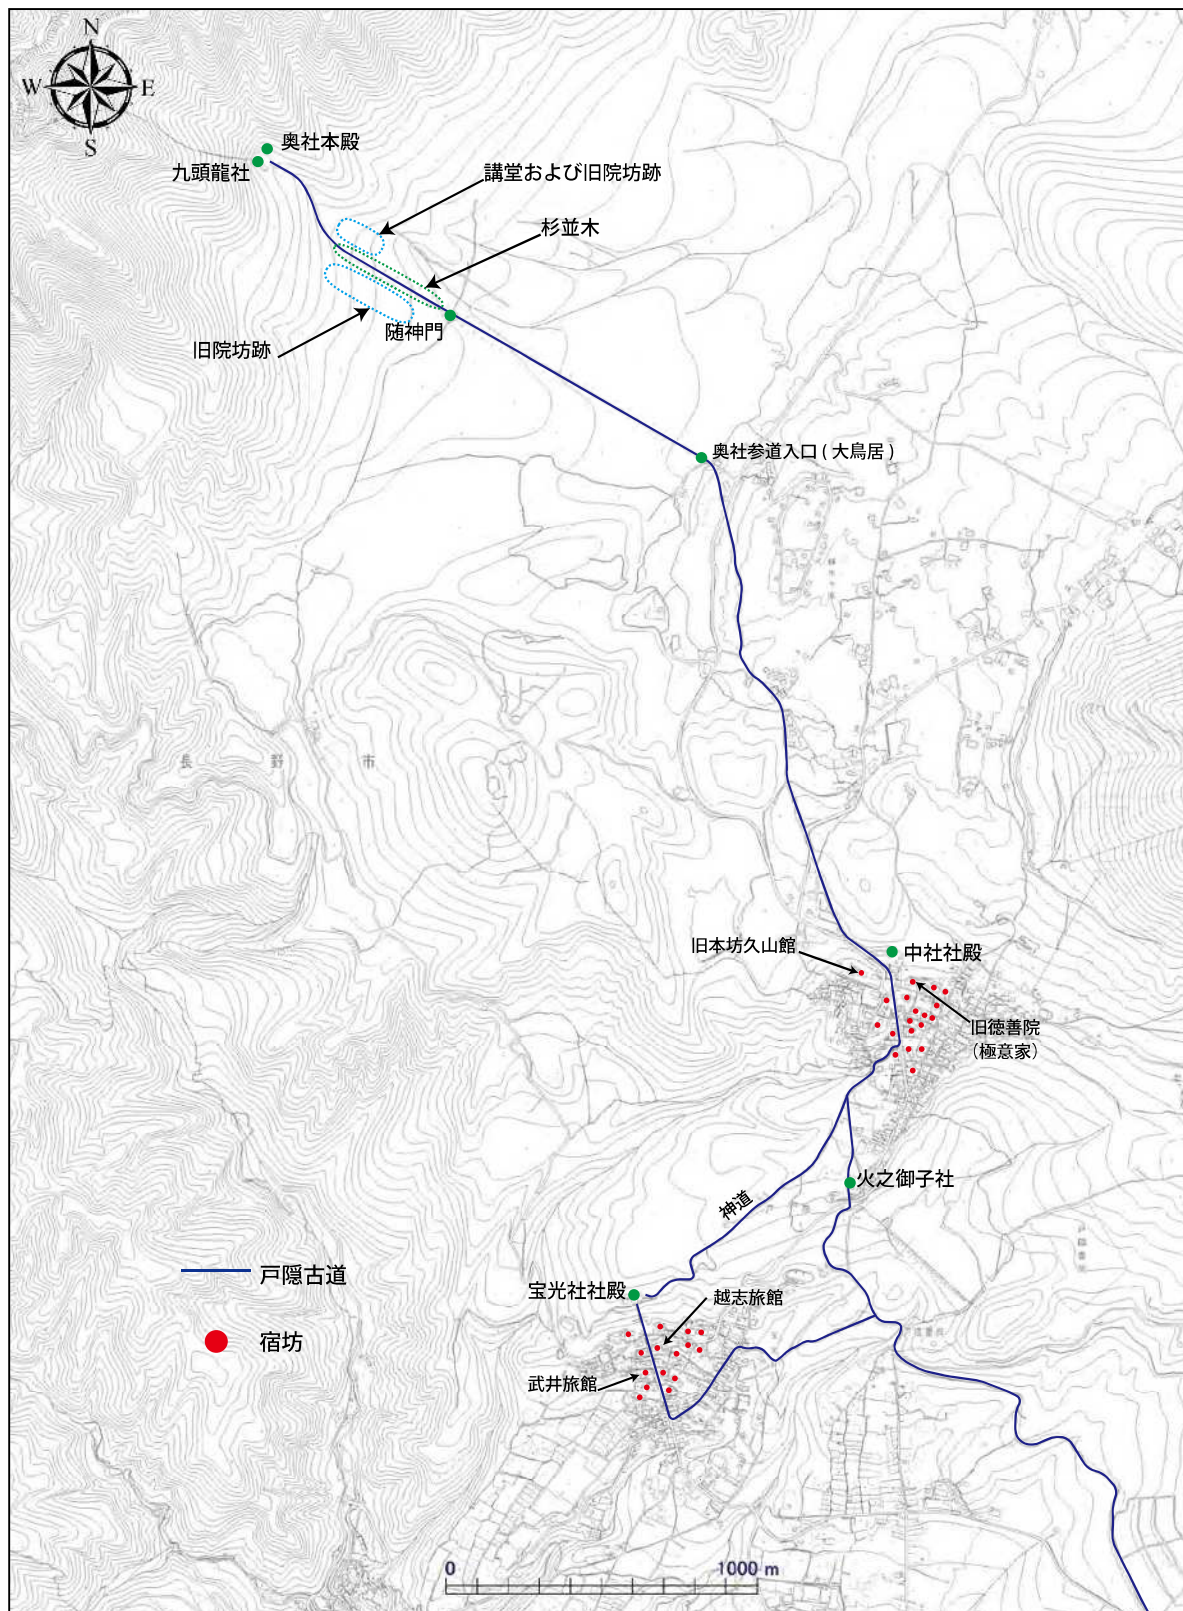 N
W E
S
奥社本殿
九頭龍社
講堂および旧院坊跡
杉並木
旧院坊跡
随神門
奥社参道入口(大鳥居)
長野市
旧本坊久山館
中社社殿
旧徳善院
(極意家)
火之御子社
神道
戸隠古道
宝光社社殿
越志旅館
宿坊
武井旅館
0 1000 m